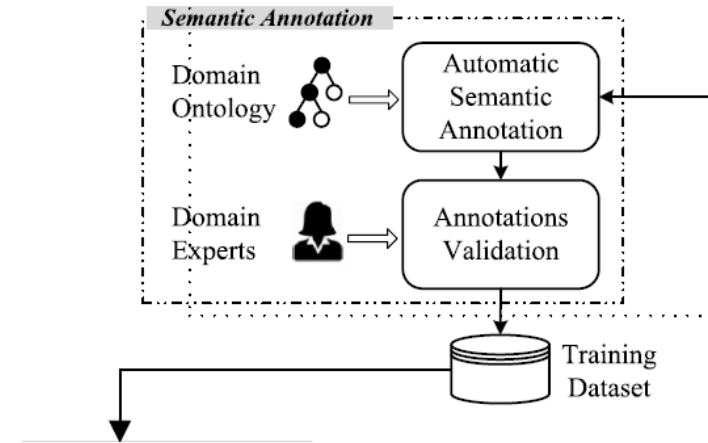 Semantic Annotation
Domain
Ontology
Automatic
Semantic
Annotation
Domain
Experts
Annotations
Validation
Training
Dataset